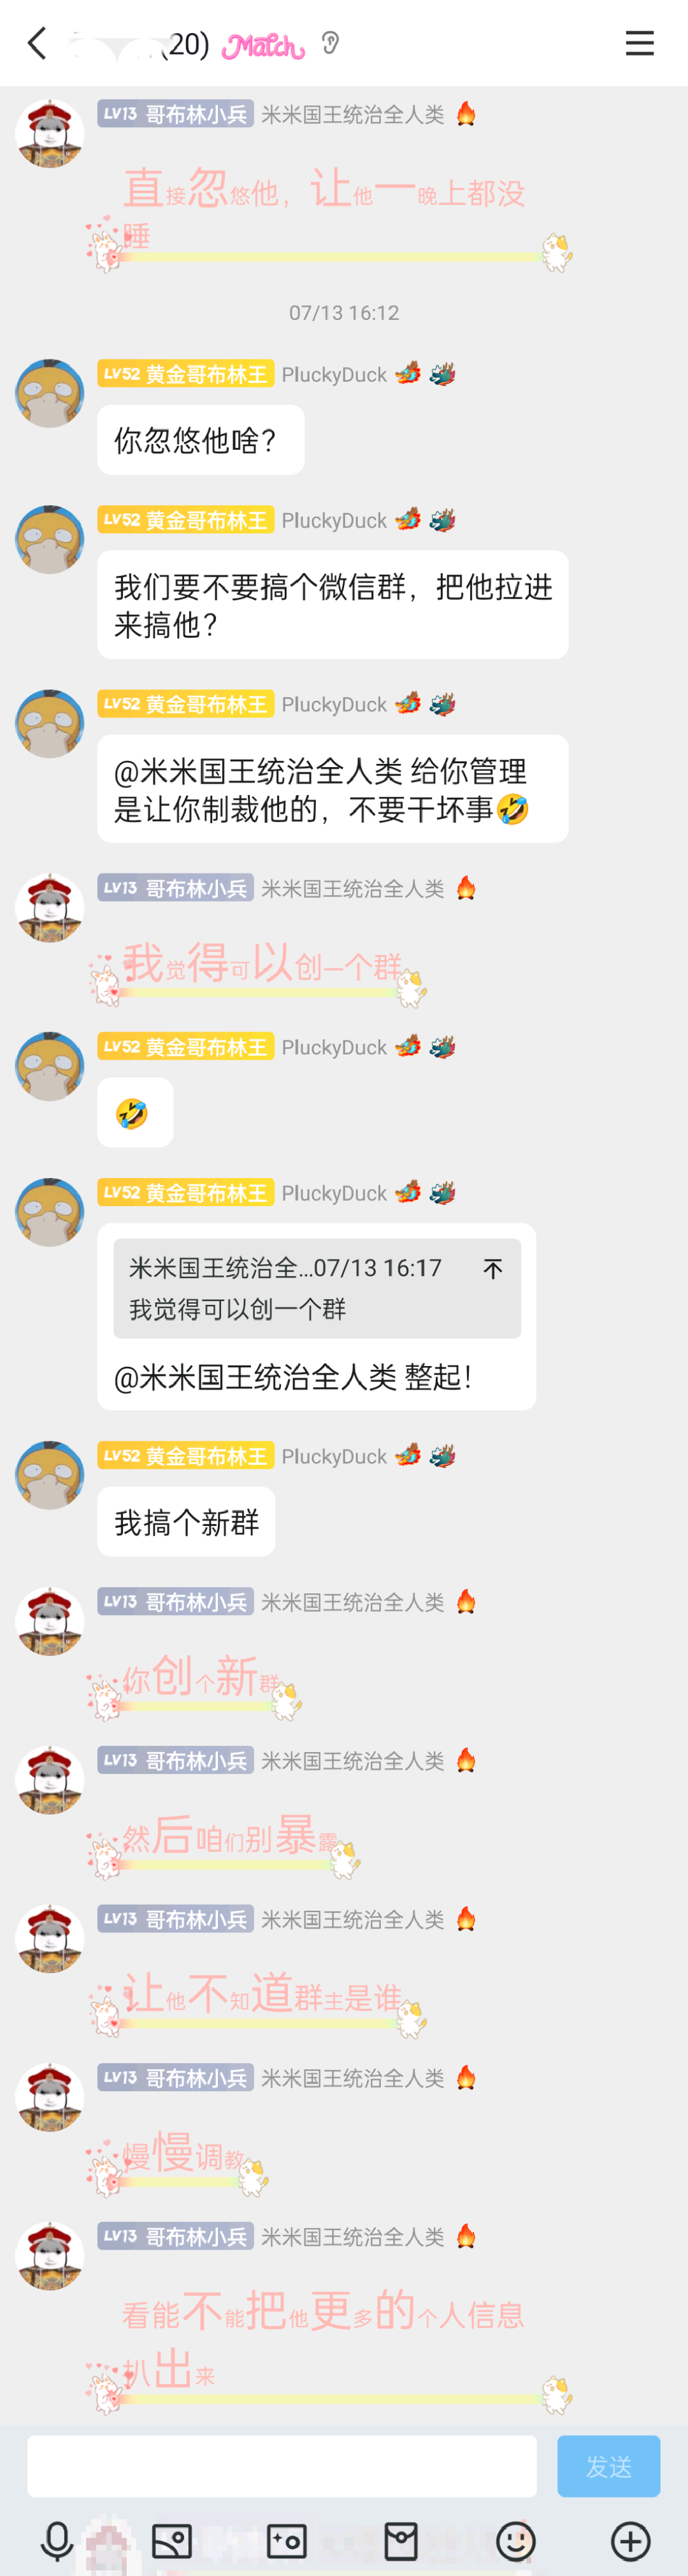 (20) Match
LV13 哥布林小兵 米米国王统治全人类
直接忽悠他，让他一晚上都没
睡
07/13 16:12
LV52 黄金哥布林王 PluckyDuck
你忽悠他啥？
LV52 黄金哥布林王 PluckyDuck
我们要不要搞个微信群，把他拉进
来搞他？
LV52 黄金哥布林王 PluckyDuck
@米米国王统治全人类 给你管理
是让你制裁他的，不要干坏事🤣
LV13 哥布林小兵 米米国王统治全人类
我觉得可以创一个群
LV52 黄金哥布林王 PluckyDuck
🤣
LV52 黄金哥布林王 PluckyDuck
米米国王统治全...07/13 16:17
我觉得可以创一个群
@米米国王统治全人类 整起！
LV52 黄金哥布林王 PluckyDuck
我搞个新群
LV13 哥布林小兵 米米国王统治全人类
你创个新群
LV13 哥布林小兵 米米国王统治全人类
然后咱们别暴露
LV13 哥布林小兵 米米国王统治全人类
让他不知道群主是谁
LV13 哥布林小兵 米米国王统治全人类
慢慢调教
LV13 哥布林小兵 米米国王统治全人类
看能不能把他更多的个人信息
扒出来
发送